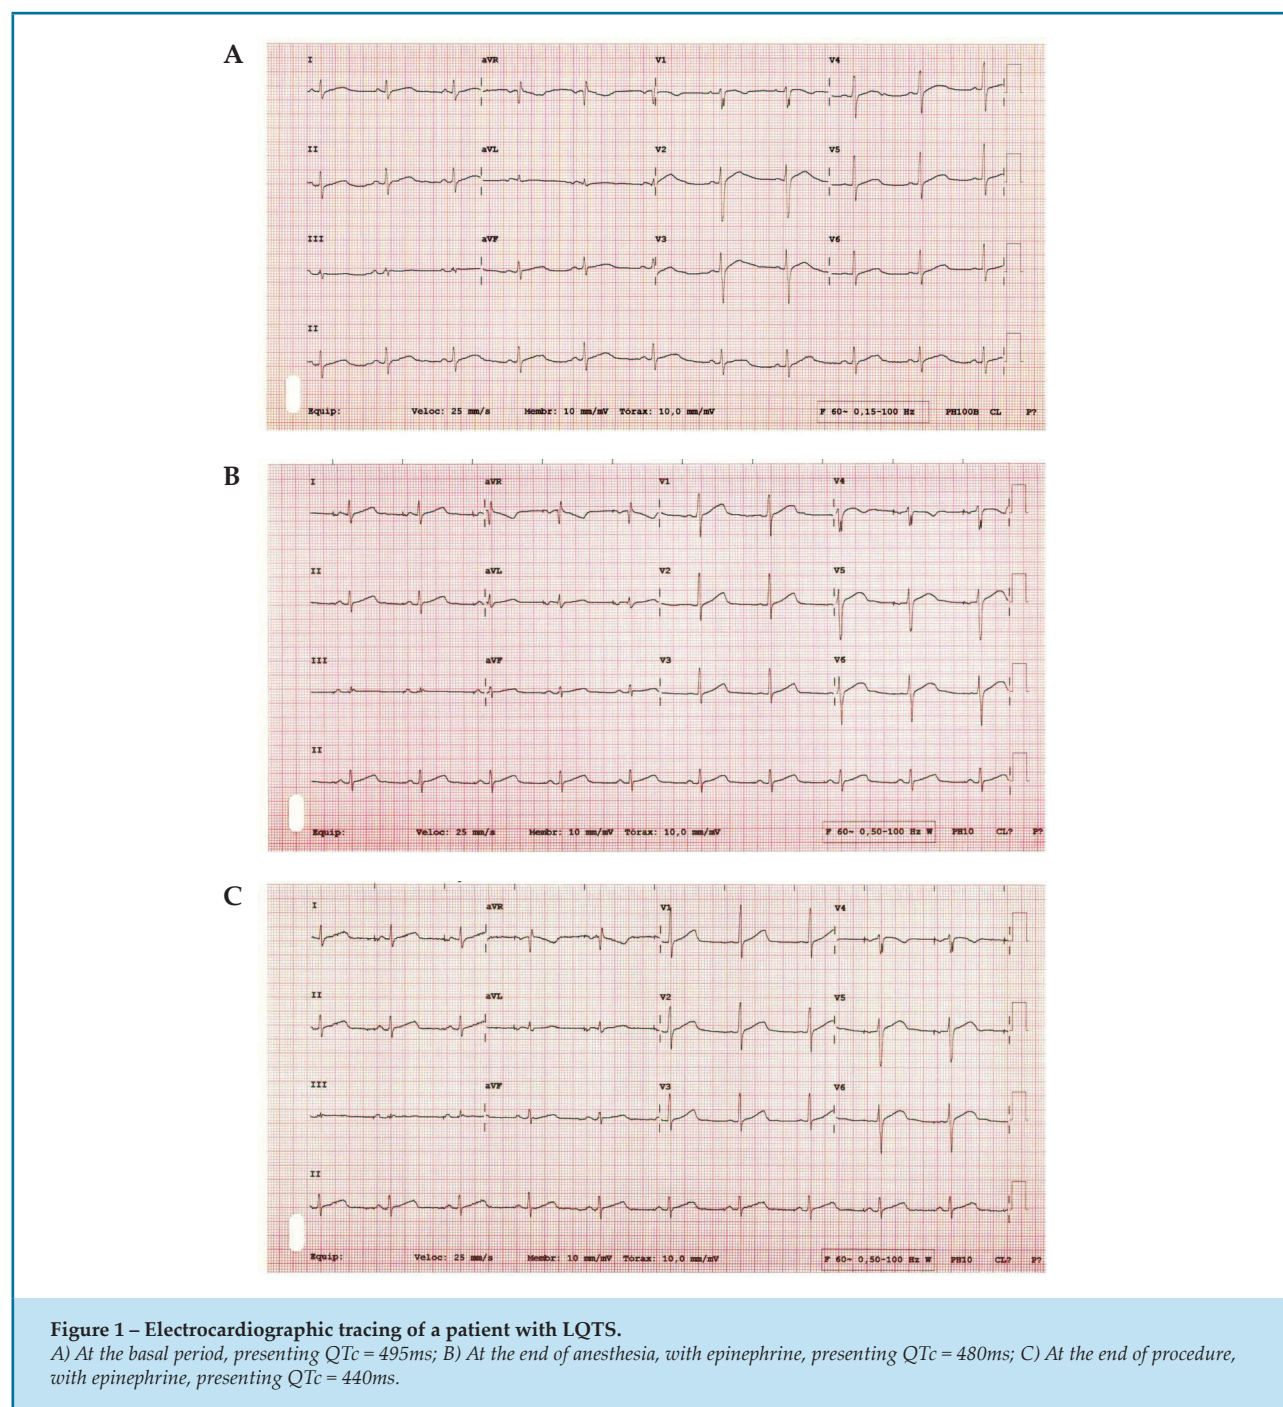 A
I aVR V1 V4
II aVL V2 V5
III aVF V3 V6
II
Equip: Veloc: 25 mm/s Membr: 10 mm/mV Tórax: 10,0 mm/mV F 60~ 0,15-100 Hz PH100B CL P?
B
I aVR V1 V4
II aVL V2 V5
III aVF V3 V6
II
Equip: Veloc: 25 mm/s Membr: 10 mm/mV Tórax: 10,0 mm/mV F 60~ 0,50-100 Hz W PH10 CL? P?
C
I aVR V1 V4
II aVL V2 V5
III aVF V3 V6
II
Equip: Veloc: 25 mm/s Membr: 10 mm/mV Tórax: 10,0 mm/mV F 60~ 0,50-100 Hz W PH10 CL? P?
Figure 1 – Electrocardiographic tracing of a patient with LQTS.
A) At the basal period, presenting QTc = 495ms; B) At the end of anesthesia, with epinephrine, presenting QTc = 480ms; C) At the end of procedure,
with epinephrine, presenting QTc = 440ms.